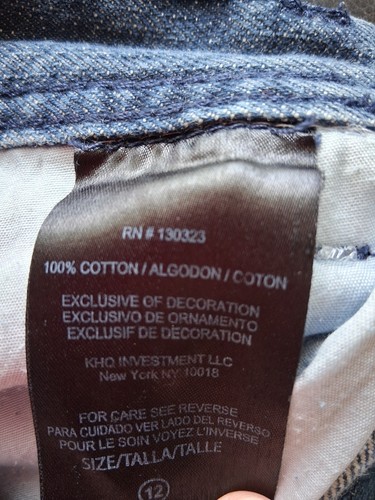 RN # 130323
100% COTTON / ALGODON / COTON
EXCLUSIVE OF DECORATION
EXCLUSIVO DE ORNAMENTO
EXCLUSIF DE DÉCORATION
KHQ INVESTMENT LLC
New York NY 10018
FOR CARE SEE REVERSE
PARA CUIDADO VER LADO DEL REVERSO
POUR LE SOIN VOYEZ L'INVERSE
SIZE/TALLA/TALLE
12